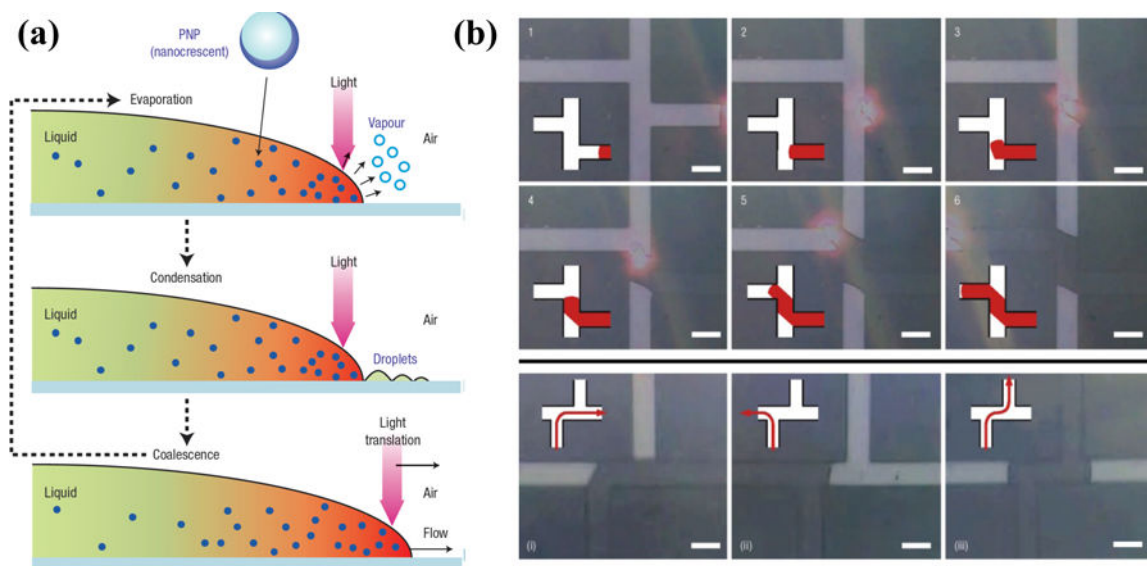 (a)
PNP
(nanocrescent)
Light
Evaporation
Vapour
Liquid
Air
Condensation
Light
Liquid
Air
Droplets
Light
translation
Coalescence
Liquid
Air
Flow
(b)
1
2
3
4
5
6
(i)
(ii)
(iii)